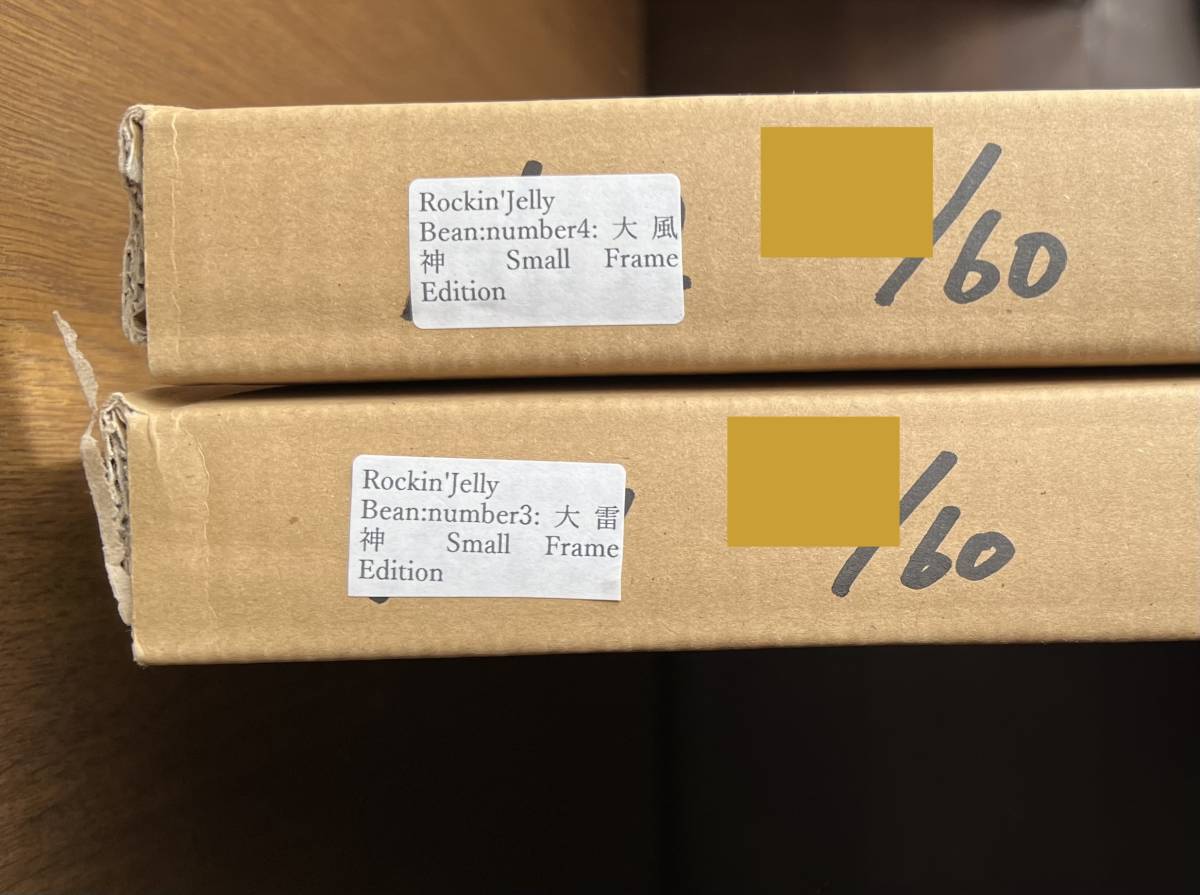 Rockin'Jelly
Bean:number4: 大風
神 Small Frame
Edition
/60
Rockin'Jelly
Bean:number3: 大雷
神 Small Frame
Edition
/60